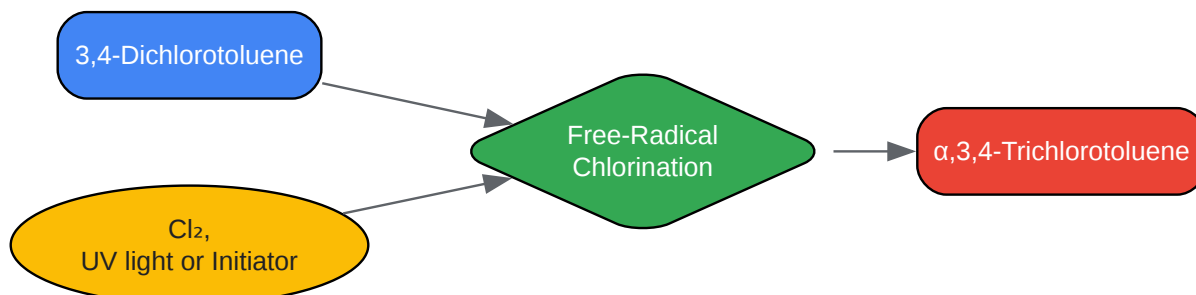 3,4-Dichlorotoluene
Cl₂,
UV light or Initiator
Free-Radical
Chlorination
α,3,4-Trichlorotoluene